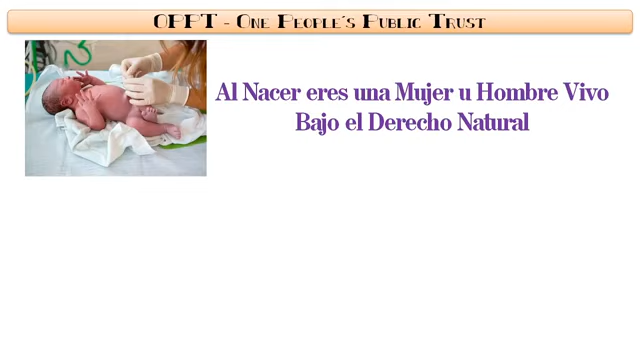 OPPT - One People´s Public Trust
Al Nacer eres una Mujer u Hombre Vivo
Bajo el Derecho Natural